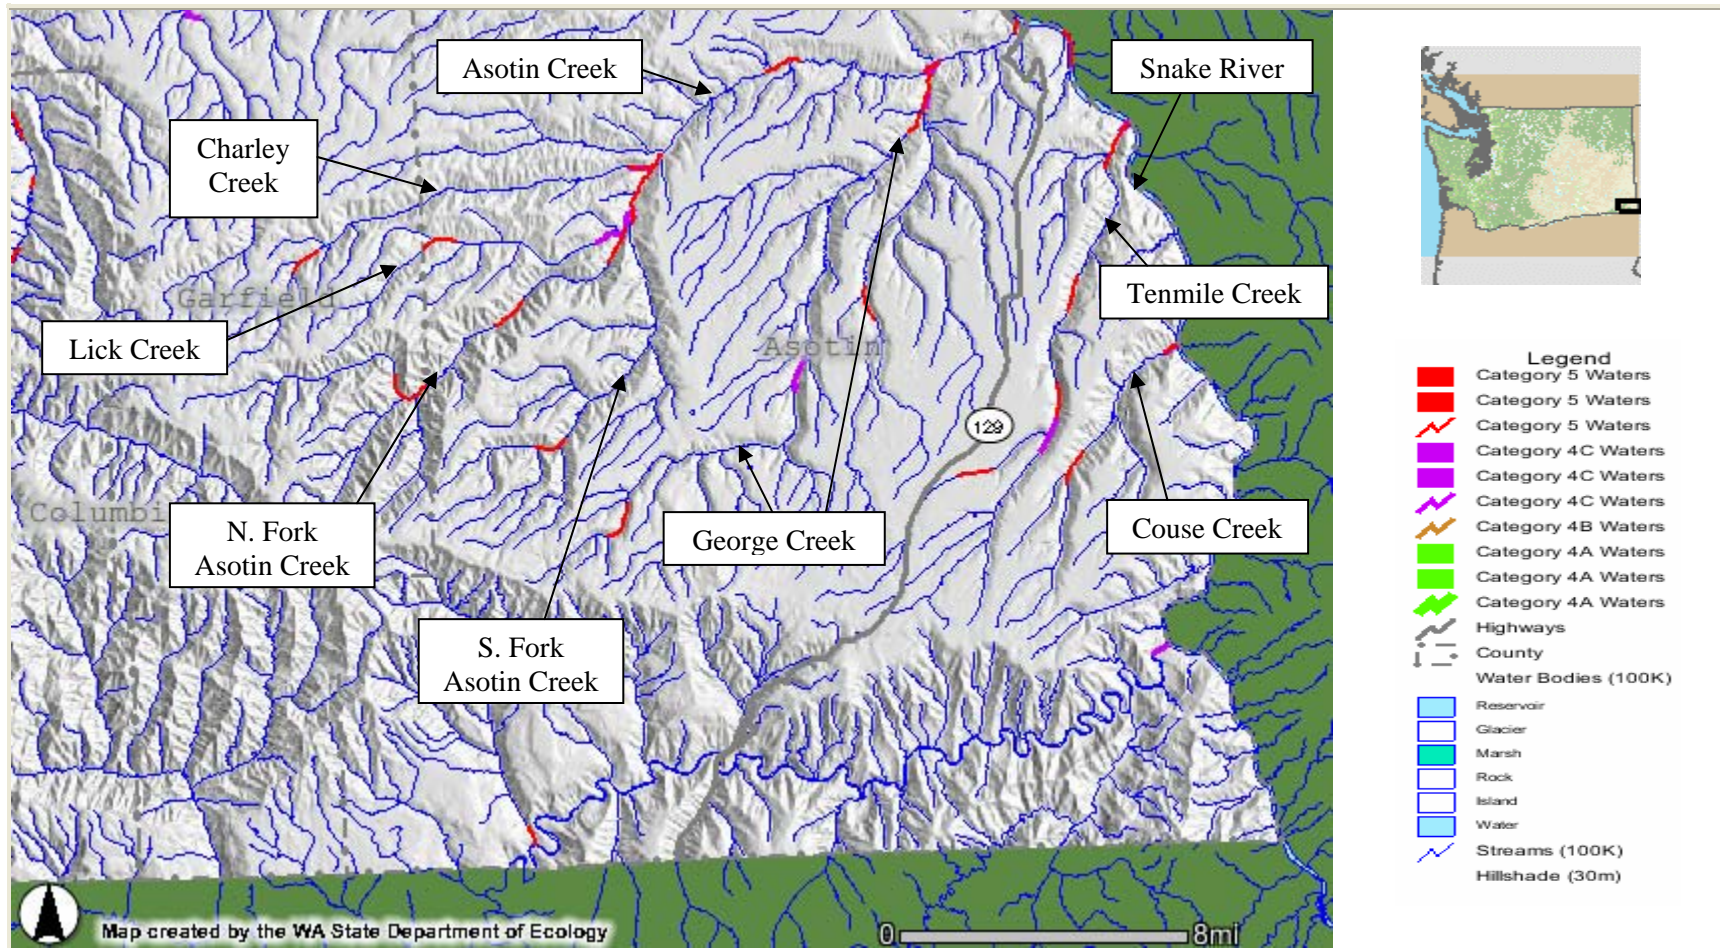 Asotin Creek
Snake River
Charley
Creek
Garfield
Tenmile Creek
Lick Creek
Asotin
129
Columbi
N. Fork
Asotin Creek
George Creek
Couse Creek
S. Fork
Asotin Creek
Map created by the WA State Department of Ecology
0 8mi
Legend
Category 5 Waters
Category 5 Waters
Category 5 Waters
Category 4C Waters
Category 4C Waters
Category 4C Waters
Category 4B Waters
Category 4A Waters
Category 4A Waters
Category 4A Waters
Highways
County
Water Bodies (100K)
Reservoir
Glacier
Marsh
Rock
Island
Water
Streams (100K)
Hillshade (30m)